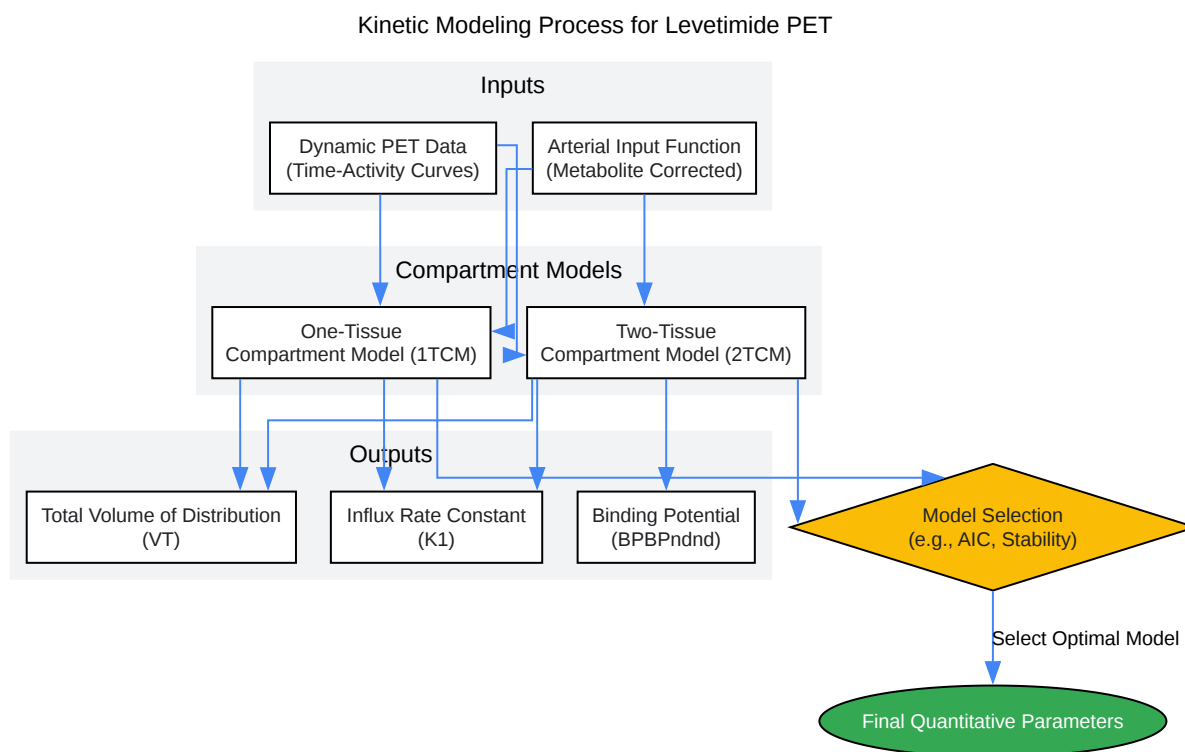 Kinetic Modeling Process for Levetimide PET
Inputs
Dynamic PET Data
(Time-Activity Curves)
Arterial Input Function
(Metabolite Corrected)
Compartment Models
One-Tissue
Compartment Model (1TCM)
Two-Tissue
Compartment Model (2TCM)
Outputs
Total Volume of Distribution
(VT)
Influx Rate Constant
(K1)
Binding Potential
(BPBPndnd)
Model Selection
(e.g., AIC, Stability)
Select Optimal Model
Final Quantitative Parameters